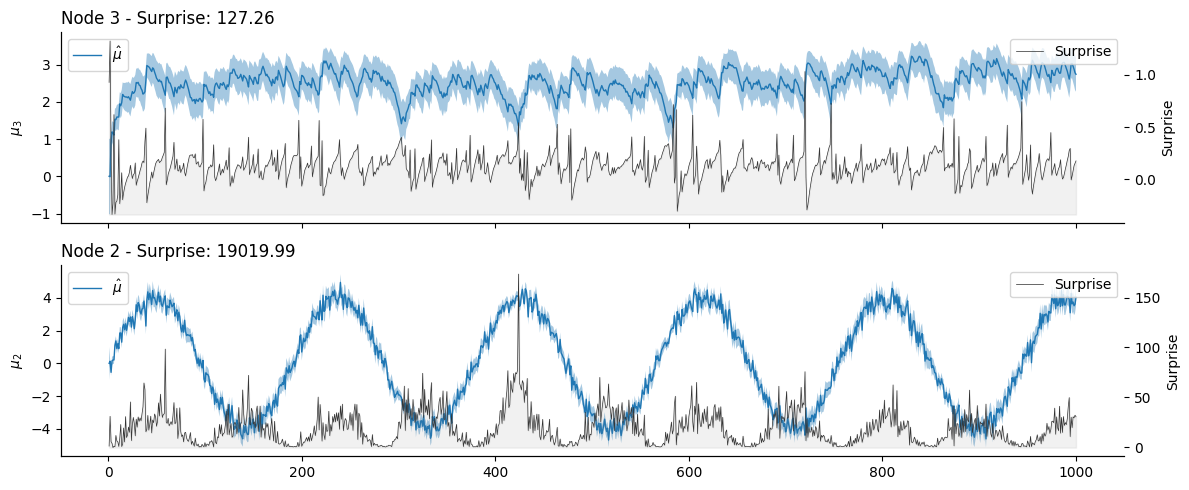 Node 3 - Surprise: 127.26
μ̂
Surprise
3
2
1
0
−1
μ₃
1.0
0.5
0.0
Surprise
Node 2 - Surprise: 19019.99
μ̂
Surprise
4
2
0
−2
−4
μ₂
150
100
50
0
Surprise
0 200 400 600 800 1000